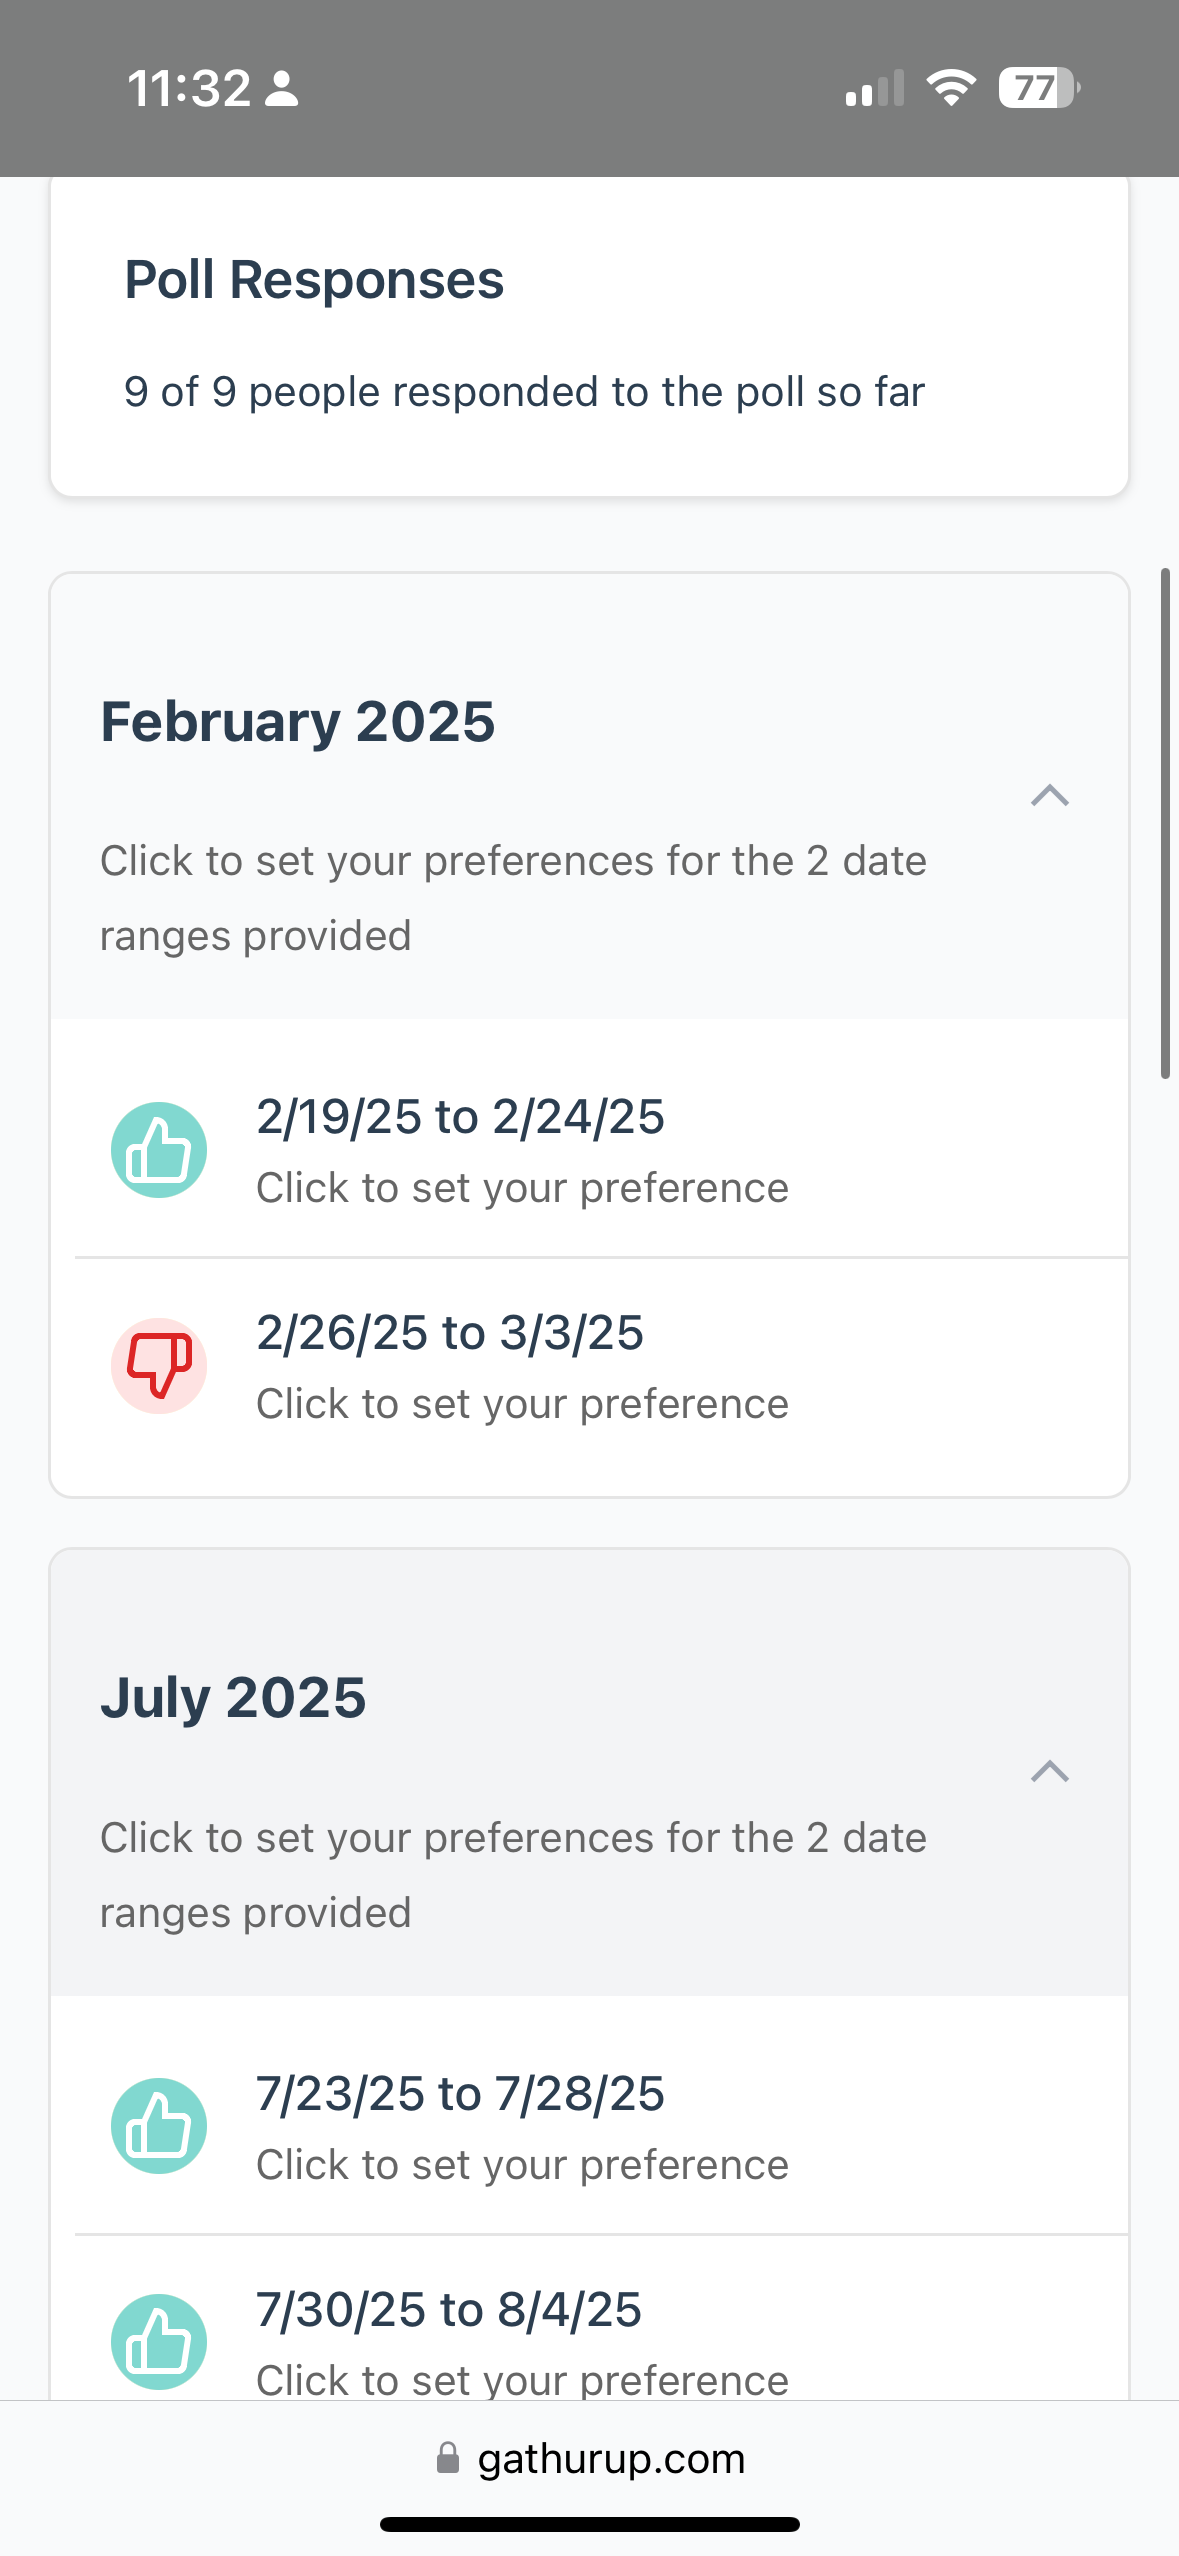 11:32
77
Poll Responses
9 of 9 people responded to the poll so far
February 2025
Click to set your preferences for the 2 date
ranges provided
2/19/25 to 2/24/25
Click to set your preference
2/26/25 to 3/3/25
Click to set your preference
July 2025
Click to set your preferences for the 2 date
ranges provided
7/23/25 to 7/28/25
Click to set your preference
7/30/25 to 8/4/25
Click to set your preference
gathurup.com